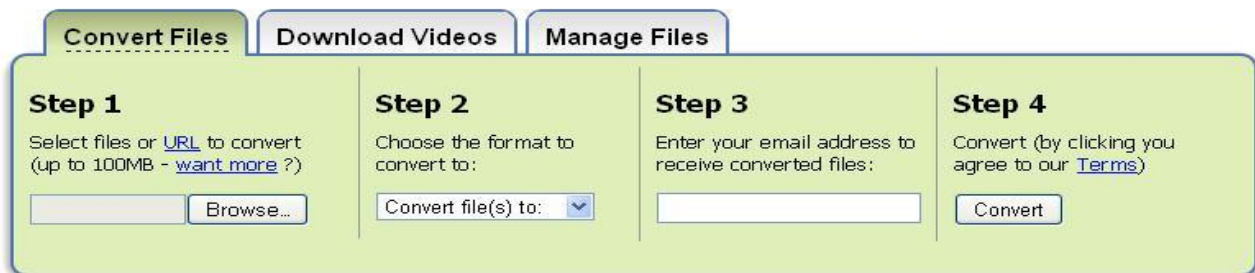 Convert Files
Download Videos
Manage Files
Step 1
Select files or URL to convert
(up to 100MB - want more ?)
Browse...
Step 2
Choose the format to
convert to:
Convert file(s) to:
Step 3
Enter your email address to
receive converted files:
Step 4
Convert (by clicking you
agree to our Terms)
Convert